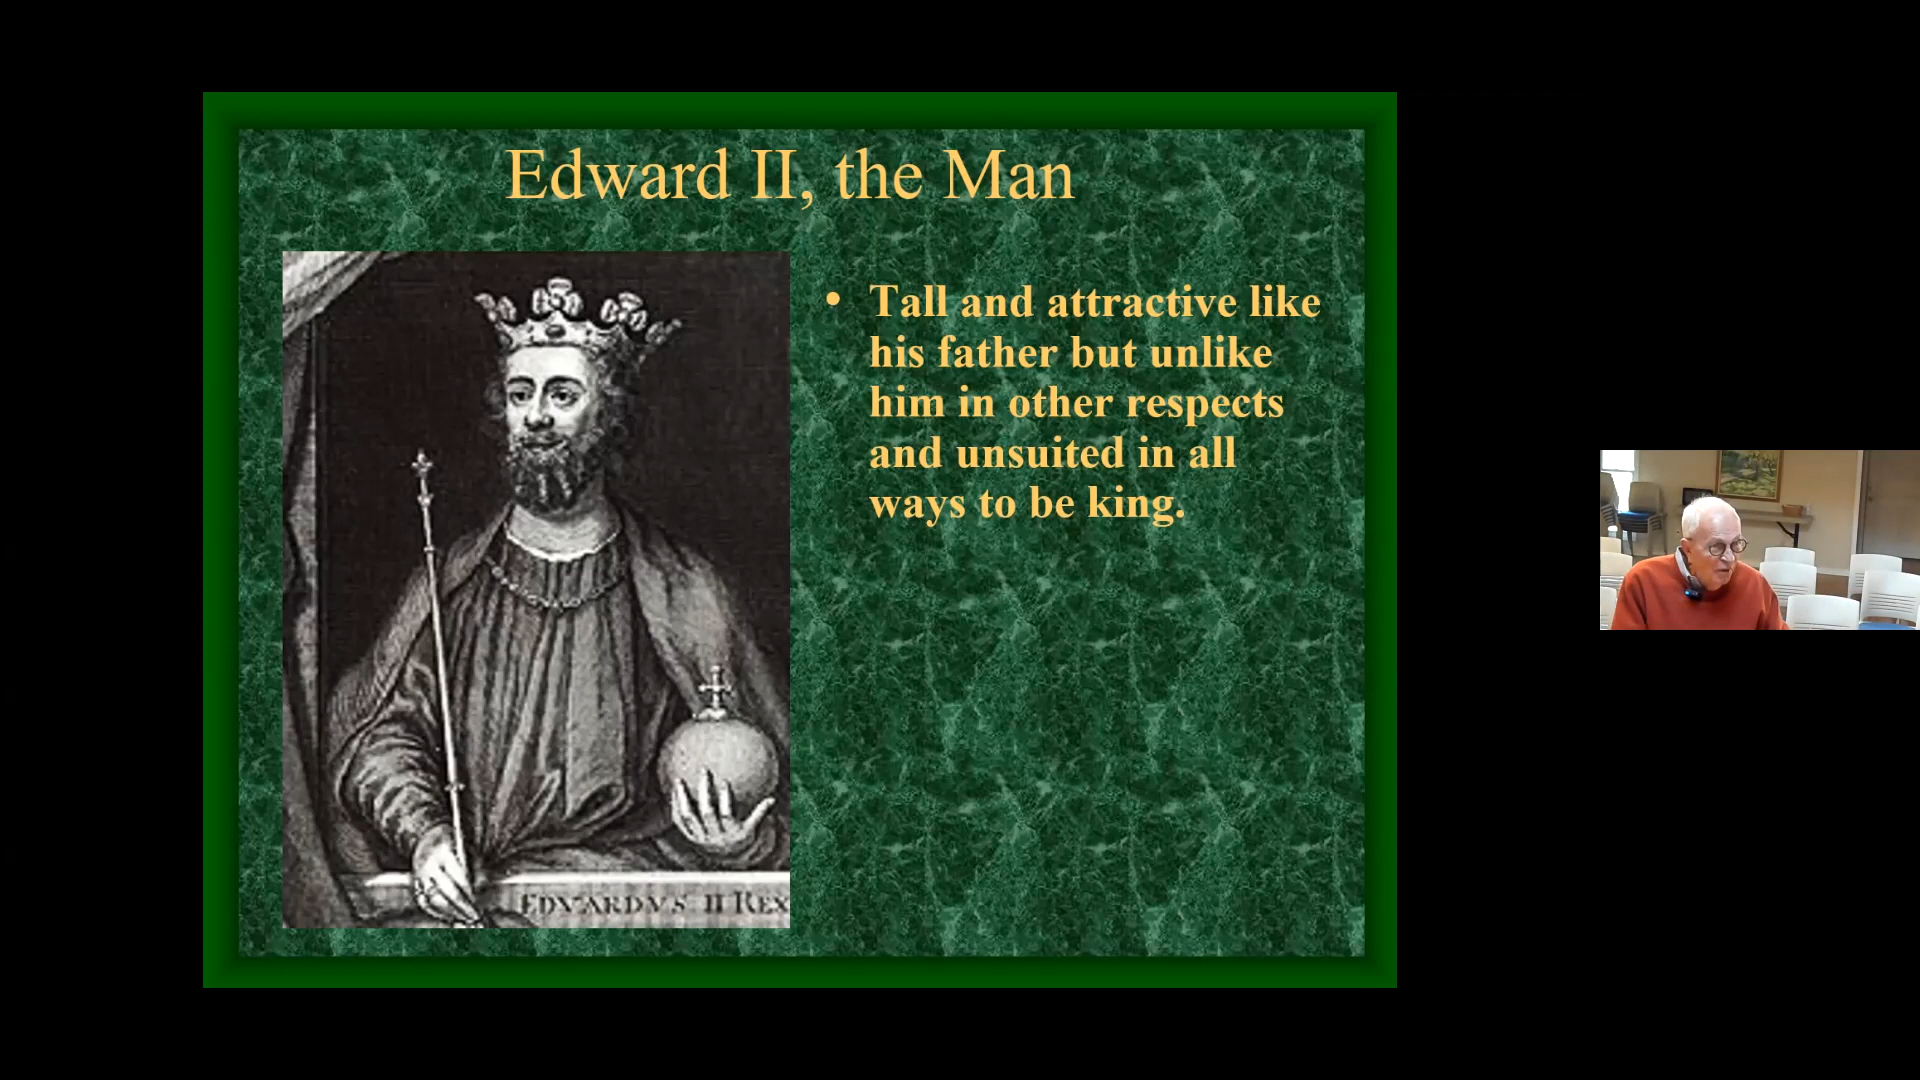 Edward II, the Man
• Tall and attractive like
his father but unlike
him in other respects
and unsuited in all
ways to be king.
EDVARDVS II REX